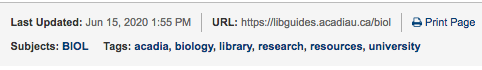 Last Updated: Jun 15, 2020 1:55 PM URL: https://libguides.acadiau.ca/biol Print Page
Subjects: BIOL Tags: acadia, biology, library, research, resources, university